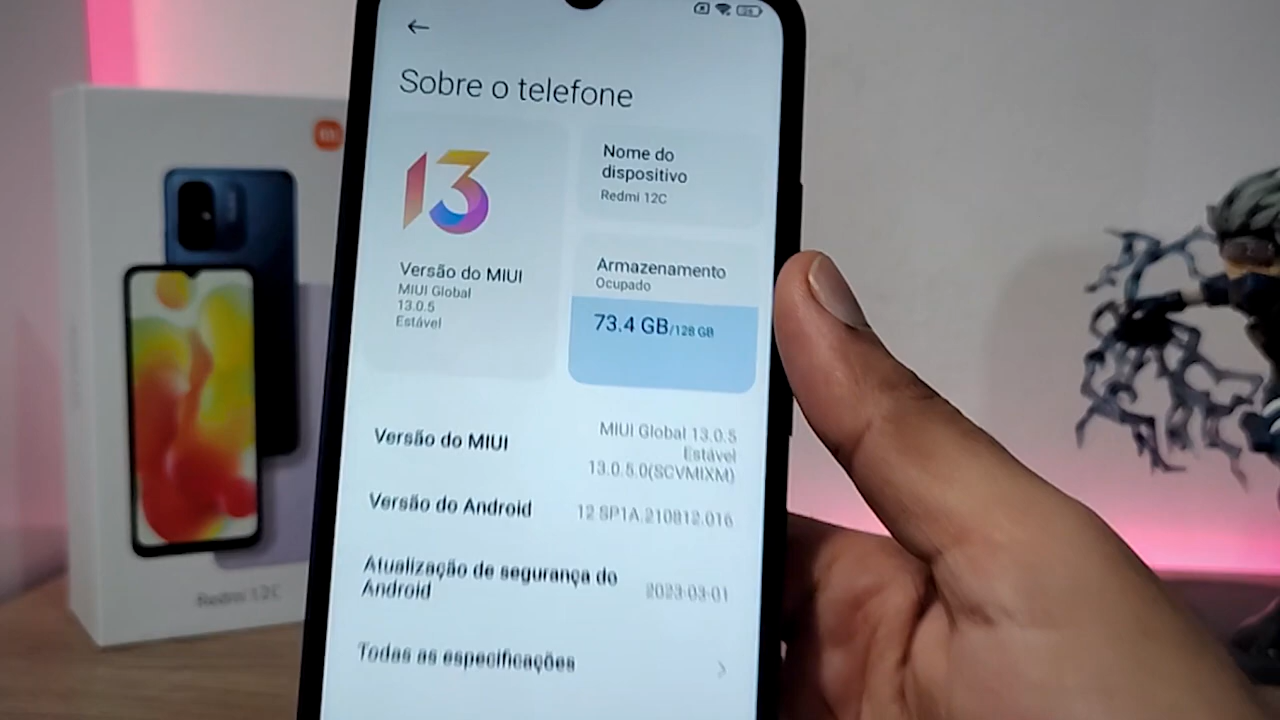 Sobre o telefone
13
Versão do MIUI
MIUI Global
13.0.5
Estável
Nome do
dispositivo
Redmi 12C
Armazenamento
Ocupado
73.4 GB/128 GB
Versão do MIUI
MIUI Global 13.0.5
Estável
13.0.5.0(SCVMIXM)
Versão do Android
12 SP1A.210812.016
Atualização de segurança do
Android
2023-03-01
Todas as especificações
Redmi 12C